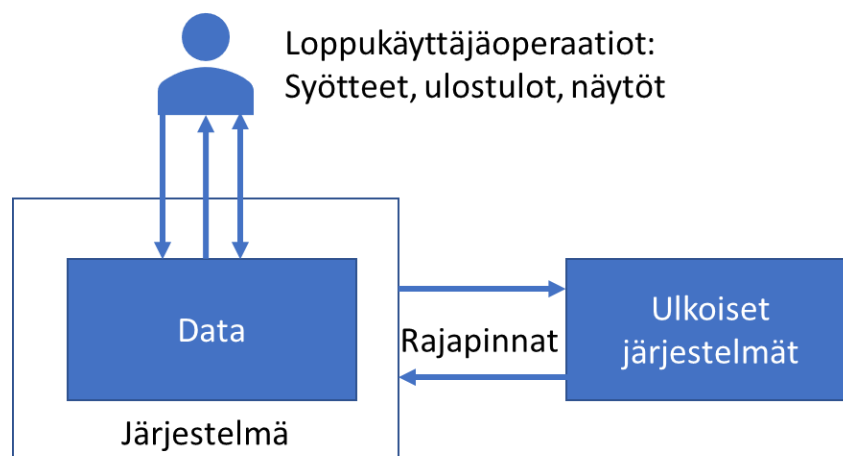 Loppukäyttäjäoperaatiot:
Syötteet, ulostulot, näytöt
Data
Järjestelmä
Rajapinnat
Ulkoiset
järjestelmät